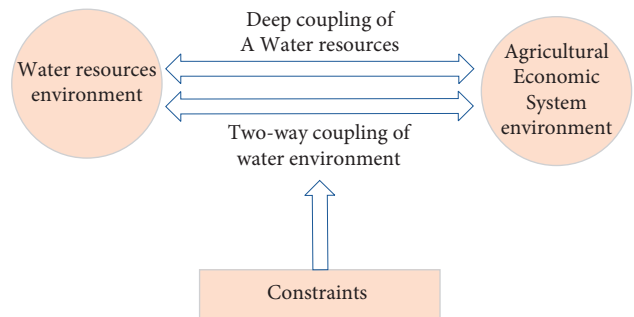 Deep coupling of
A Water resources
Water resources
environment
Agricultural
Economic
System
environment
Two-way coupling of
water environment
Constraints